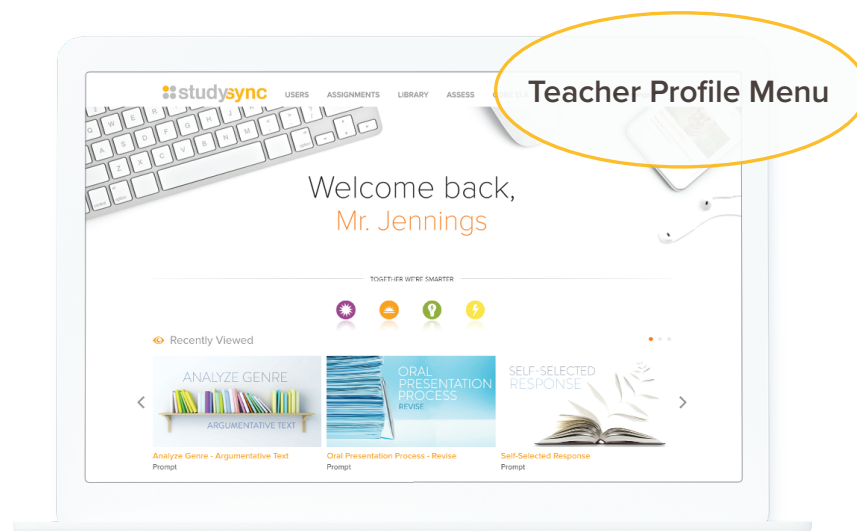 studysync USERS ASSIGNMENTS LIBRARY ASSESS
Teacher Profile Menu
Welcome back,
Mr. Jennings
TOGETHER WE'RE SMARTER
Recently Viewed
ANALYZE GENRE
ARGUMENTATIVE TEXT
ORAL
PRESENTATION
PROCESS
REVISE
SELF-SELECTED
RESPONSE
Analyze Genre - Argumentative Text
Prompt
Oral Presentation Process - Revise
Prompt
Self-Selected Response
Prompt